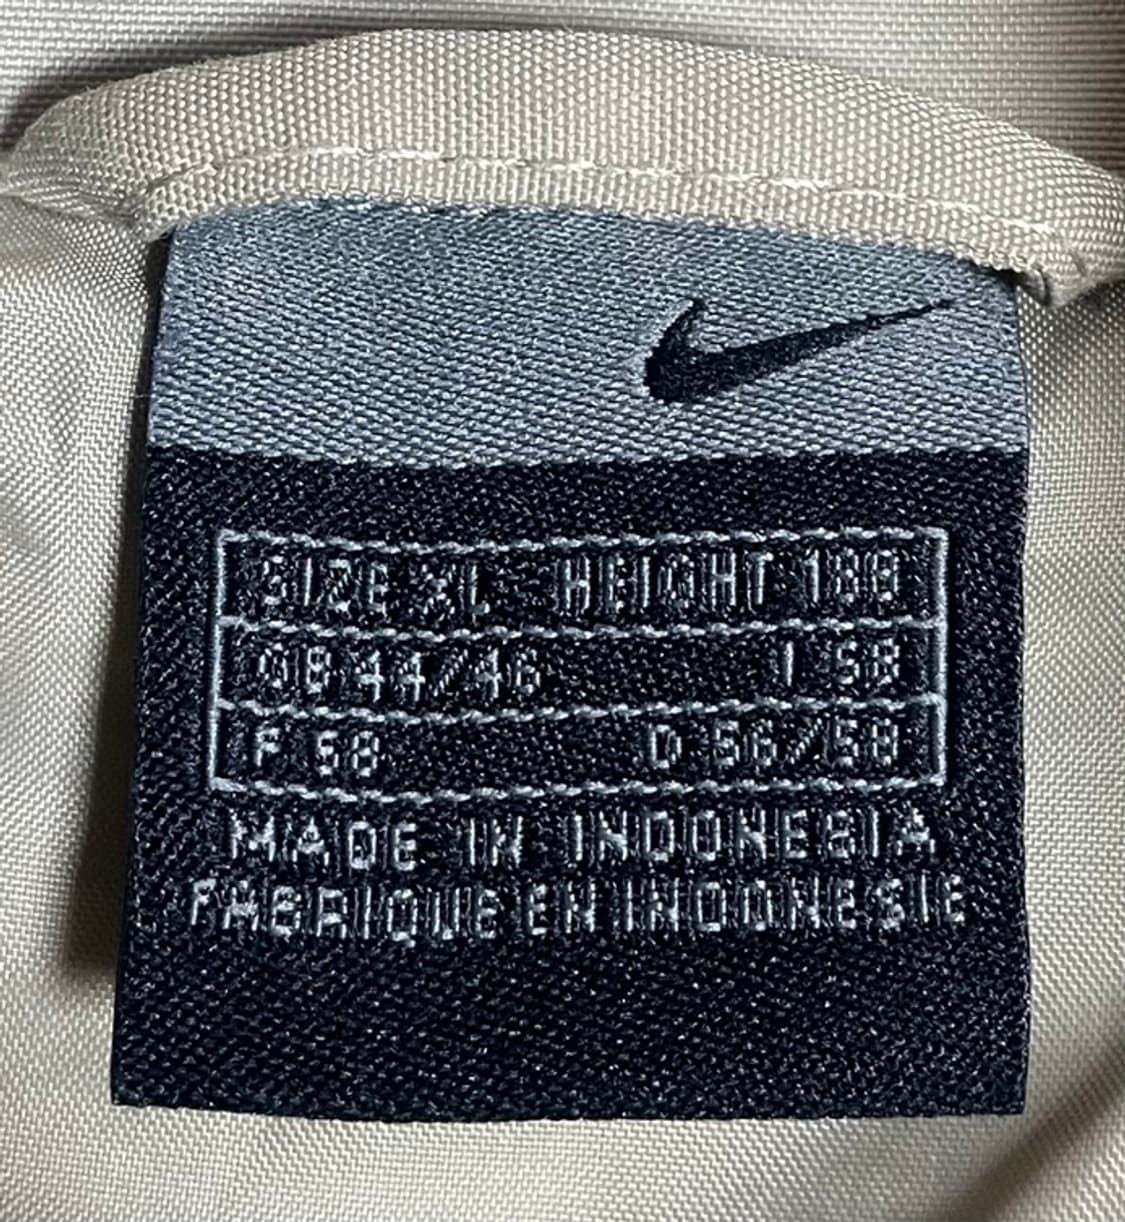 SIZE XL HEIGHT 188
GB 44/46 I 58
F 58 D 56/58
MADE IN INDONESIA
FABRIQUE EN INDONESIE